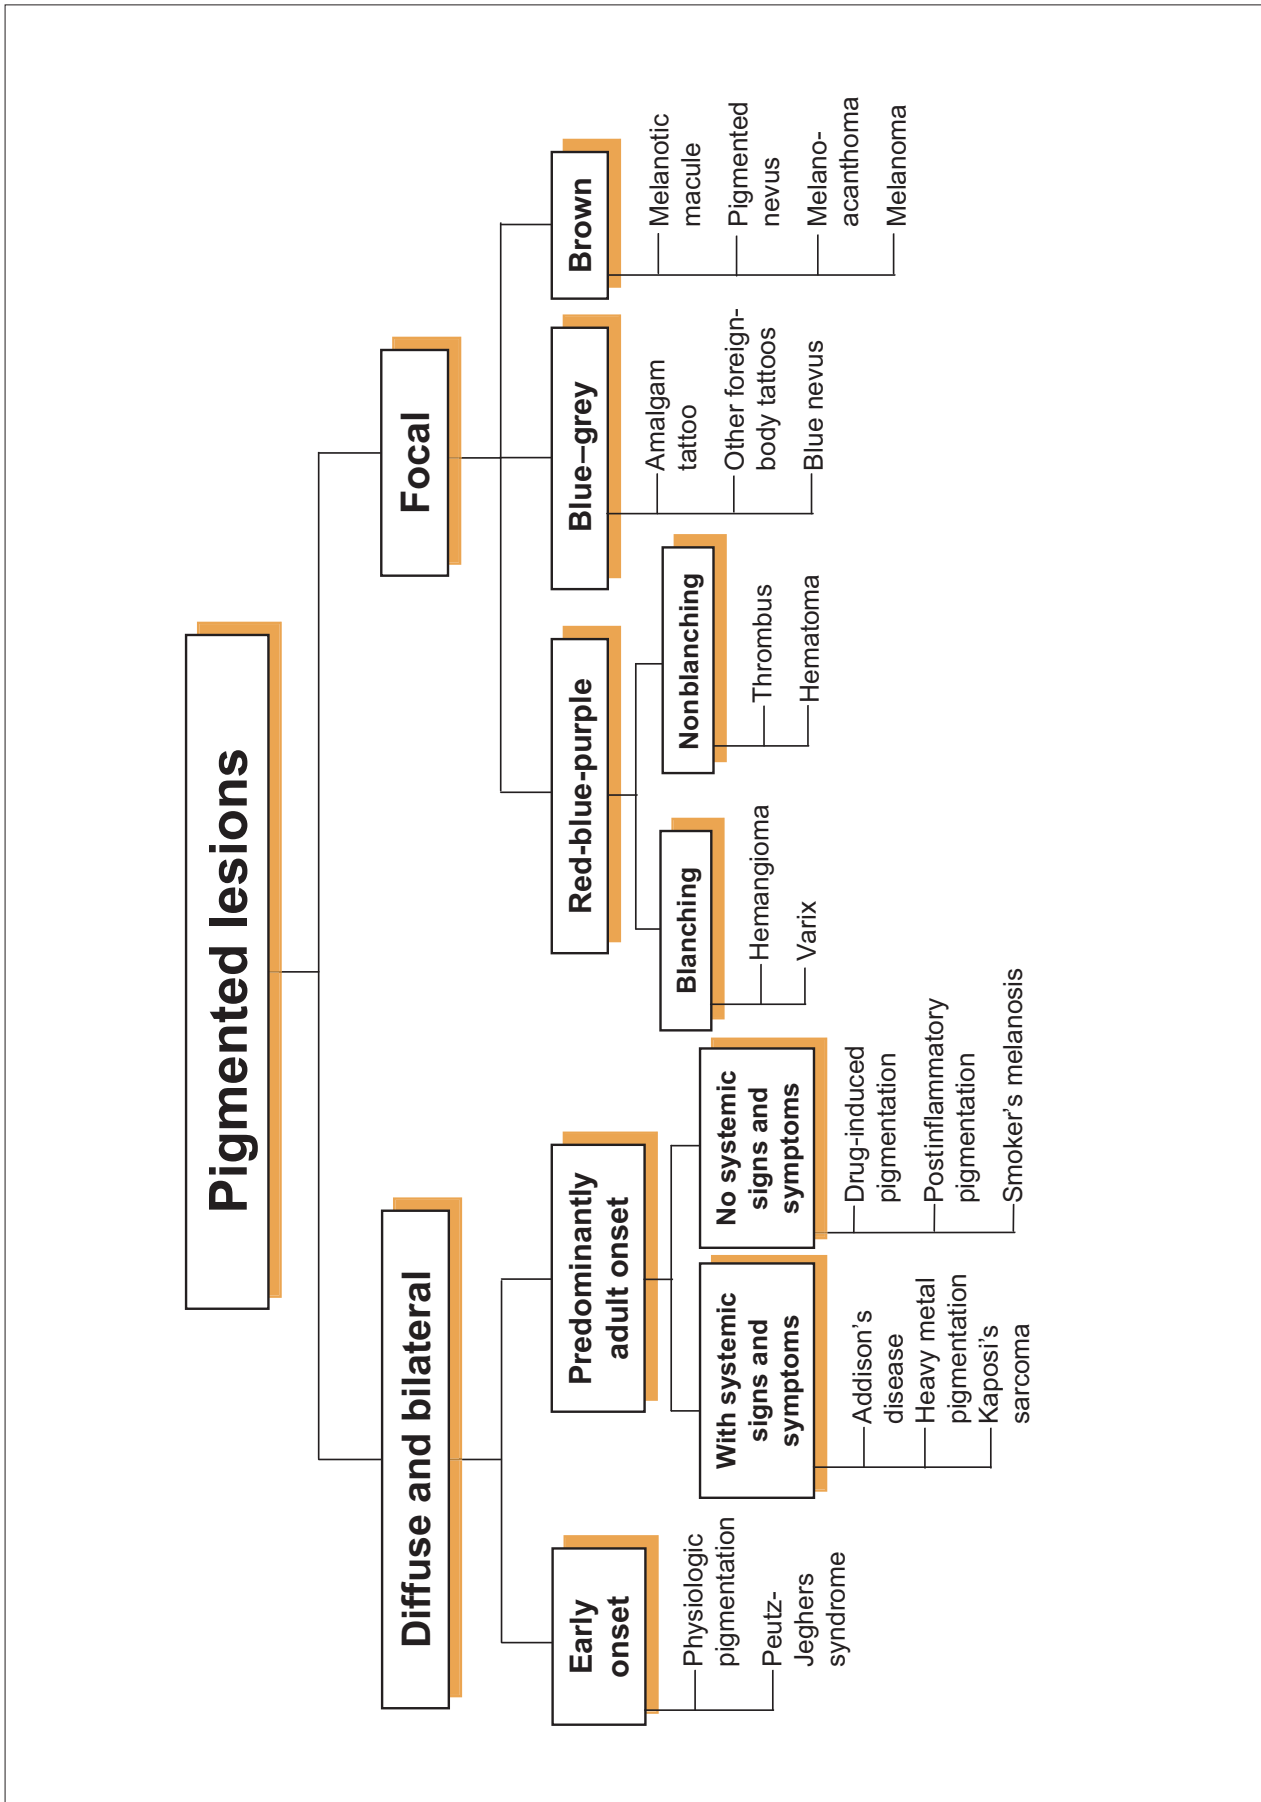 Pigmented lesions
Diffuse and bilateral
Focal
Early
onset
Predominantly
adult onset
Red-blue-purple
Blue–grey
Brown
Physiologic
pigmentation
Peutz-
Jeghers
syndrome
With systemic
signs and
symptoms
Addison's
disease
Heavy metal
pigmentation
Kaposi's
sarcoma
No systemic
signs and
symptoms
Drug-induced
pigmentation
Postinflammatory
pigmentation
Smoker's melanosis
Blanching
Hemangioma
Varix
Nonblanching
Thrombus
Hematoma
Amalgam
tattoo
Other foreign-
body tattoos
Blue nevus
Melanotic
macule
Pigmented
nevus
Melano-
acanthoma
Melanoma